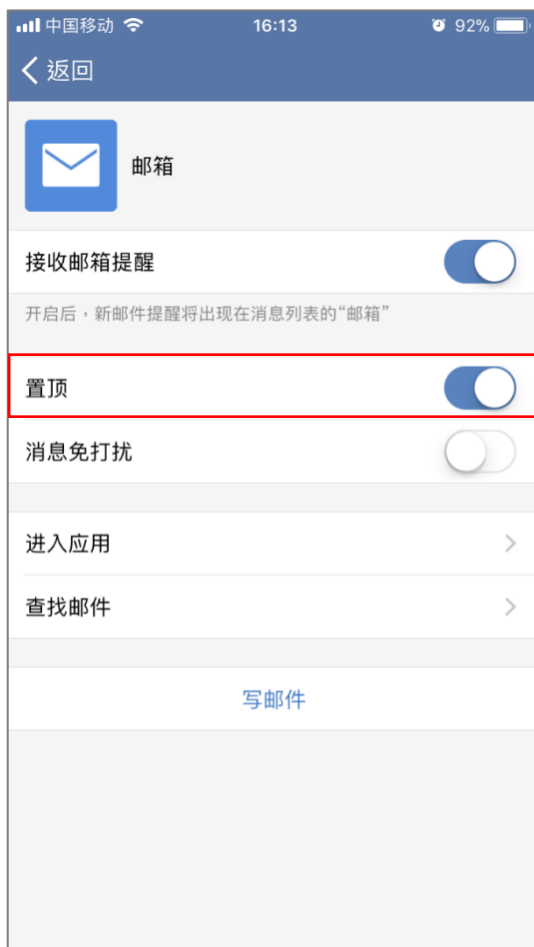 中国移动 16:13 92%
返回
邮箱
接收邮箱提醒
开启后，新邮件提醒将出现在消息列表的“邮箱”
置顶
消息免打扰
进入应用
查找邮件
写邮件